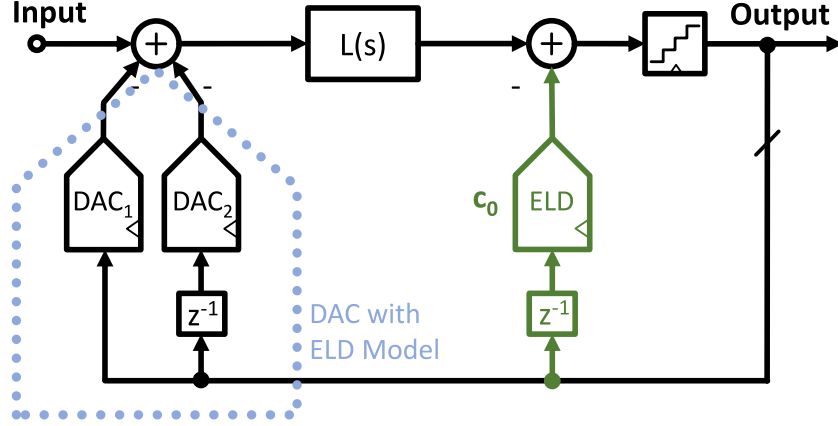 Input
Output
+
L(s)
+
-
-
-
DAC₁
DAC₂
c₀
ELD
z⁻¹
z⁻¹
DAC with
ELD Model